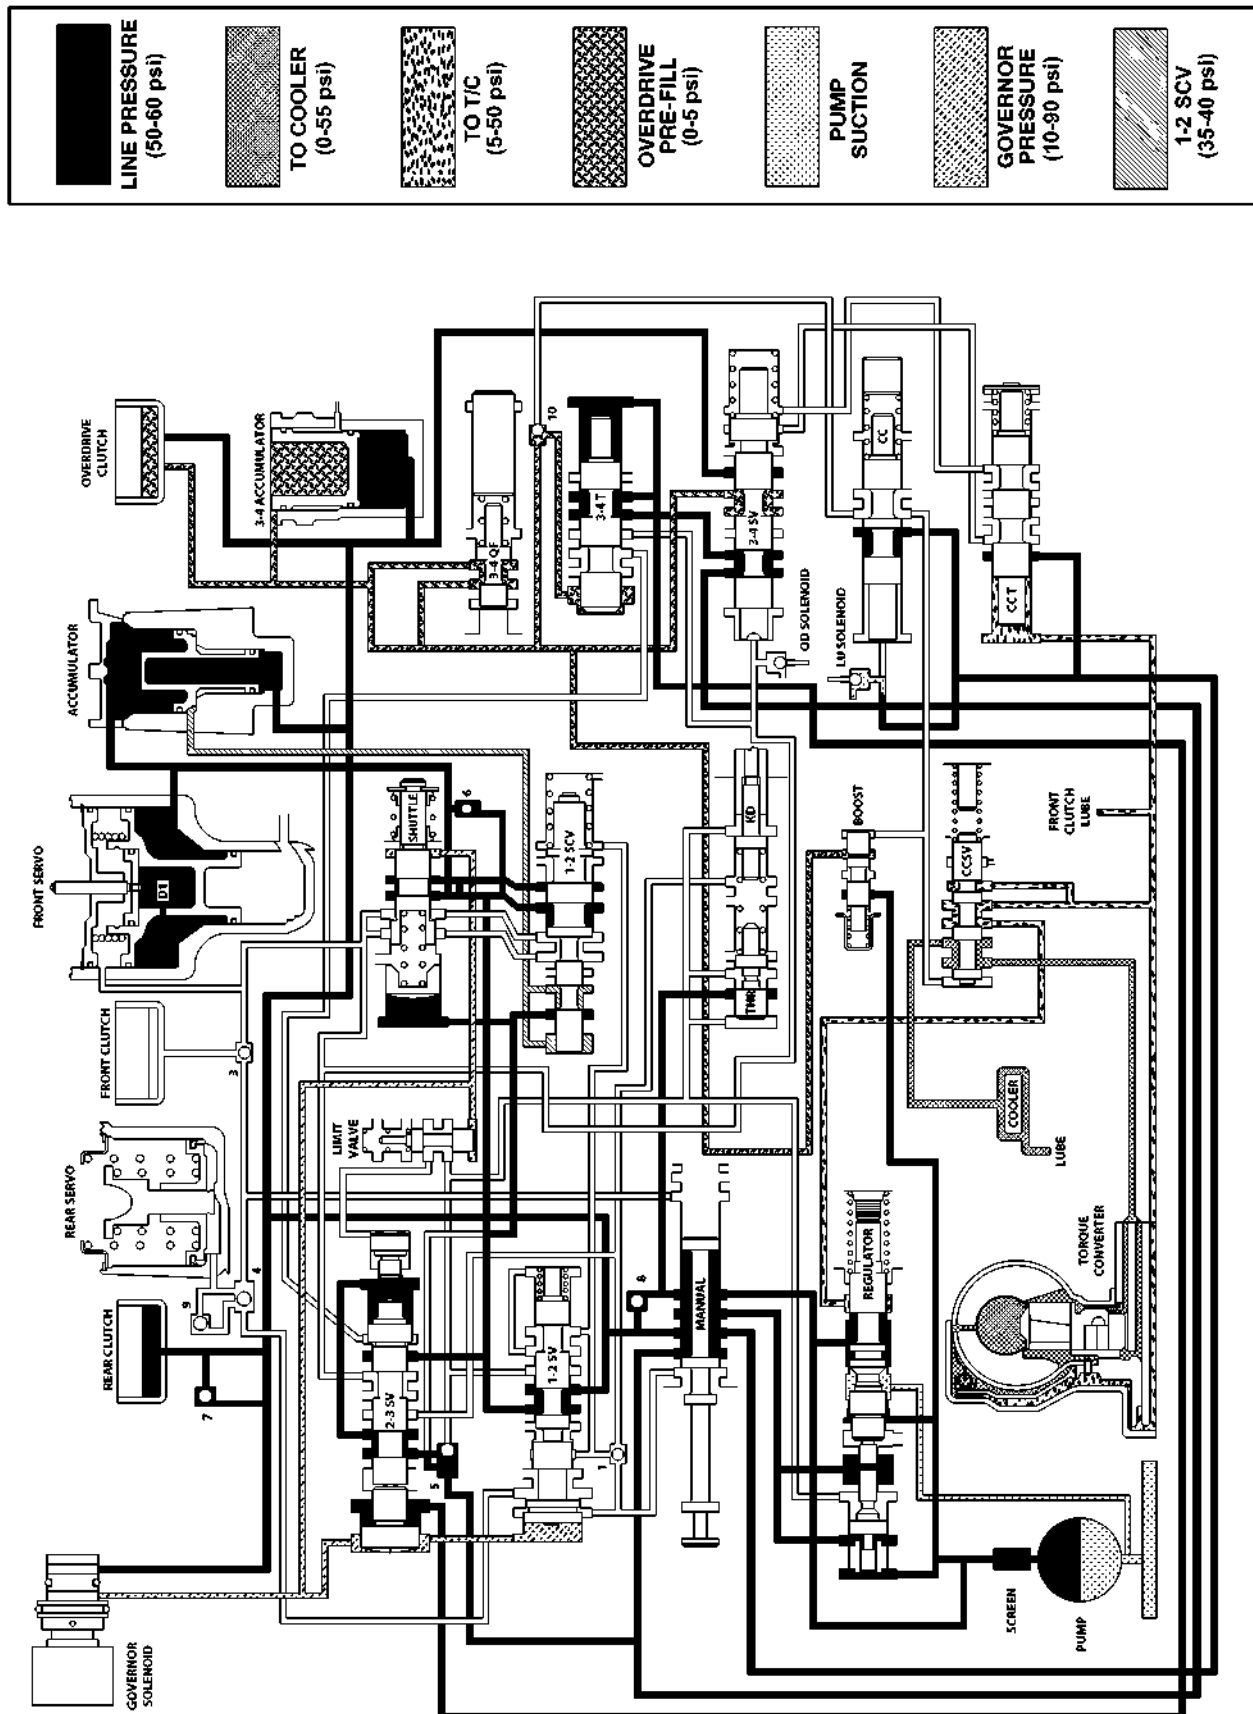 LINE PRESSURE
(50-60 psi)
TO COOLER
(0-55 psi)
TO T/C
(5-50 psi)
OVERDRIVE
PRE-FILL
(0-5 psi)
PUMP
SUCTION
GOVERNOR
PRESSURE
(10-90 psi)
1-2 SCV
(35-40 psi)
GOVERNOR
SOLENOID
REAR CLUTCH
REAR SERVO
FRONT CLUTCH
FRONT SERVO
D1
ACCUMULATOR
OVERDRIVE
CLUTCH
3-4 ACCUMULATOR
7
9
4
3
6
10
2-3 SV
LIMIT
VALVE
SHUTTLE
3-4 QF
5
1-2 SV
1-2 SCV
3-4 T
1
8
MANUAL
THR
KD
3-4 SV
OD SOLENOID
LU SOLENOID
CC
REGULATOR
BOOST
CCSV
CC T
FRONT
CLUTCH
LUBE
COOLER
LUBE
TORQUE
CONVERTER
SCREEN
PUMP